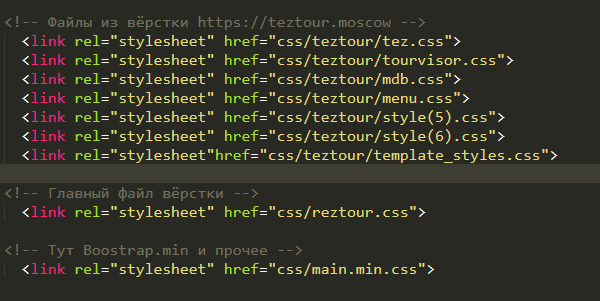 <!-- Файлы из вёрстки https://teztour.moscow -->
<link rel="stylesheet" href="css/teztour/tez.css">
<link rel="stylesheet" href="css/teztour/tourvisor.css">
<link rel="stylesheet" href="css/teztour/mdb.css">
<link rel="stylesheet" href="css/teztour/menu.css">
<link rel="stylesheet" href="css/teztour/style(5).css">
<link rel="stylesheet" href="css/teztour/style(6).css">
<link rel="stylesheet"href="css/teztour/template_styles.css">
<!-- Главный файл вёрстки -->
<link rel="stylesheet" href="css/reztour.css">
<!-- Тут Boostrap.min и прочее -->
<link rel="stylesheet" href="css/main.min.css">